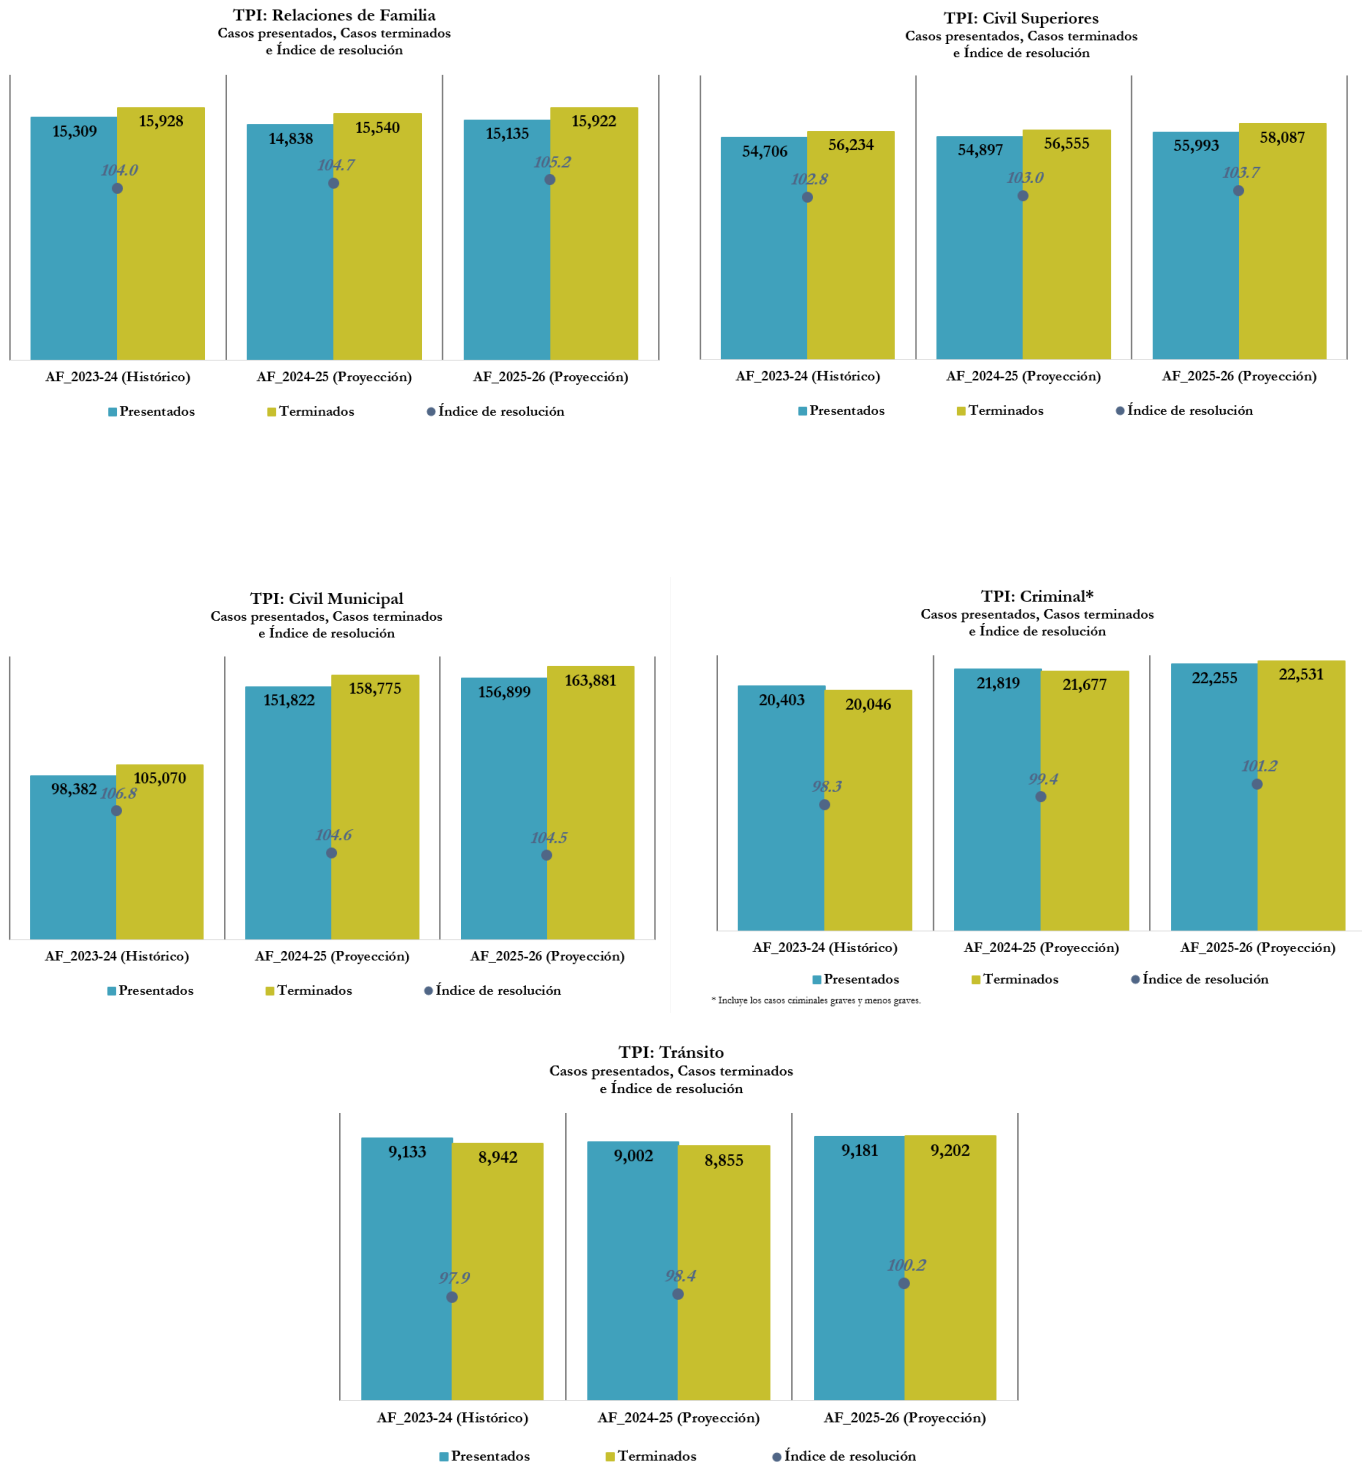 TPI: Relaciones de Familia
Casos presentados, Casos terminados
e Índice de resolución
15,309
15,928
104.0
14,838
15,540
104.7
15,135
15,922
105.2
AF_2023-24 (Histórico)
AF_2024-25 (Proyección)
AF_2025-26 (Proyección)
Presentados
Terminados
Índice de resolución
TPI: Civil Superiores
Casos presentados, Casos terminados
e Índice de resolución
54,706
56,234
102.8
54,897
56,555
103.0
55,993
58,087
103.7
AF_2023-24 (Histórico)
AF_2024-25 (Proyección)
AF_2025-26 (Proyección)
Presentados
Terminados
Índice de resolución
TPI: Civil Municipal
Casos presentados, Casos terminados
e Índice de resolución
98,382
105,070
106.8
151,822
158,775
104.6
156,899
163,881
104.5
AF_2023-24 (Histórico)
AF_2024-25 (Proyección)
AF_2025-26 (Proyección)
Presentados
Terminados
Índice de resolución
TPI: Criminal*
Casos presentados, Casos terminados
e Índice de resolución
20,403
20,046
98.3
21,819
21,677
99.4
22,255
22,531
101.2
AF_2023-24 (Histórico)
AF_2024-25 (Proyección)
AF_2025-26 (Proyección)
Presentados
Terminados
Índice de resolución
* Incluye los casos criminales graves y menos graves.
TPI: Tránsito
Casos presentados, Casos terminados
e Índice de resolución
9,133
8,942
97.9
9,002
8,855
98.4
9,181
9,202
100.2
AF_2023-24 (Histórico)
AF_2024-25 (Proyección)
AF_2025-26 (Proyección)
Presentados
Terminados
Índice de resolución